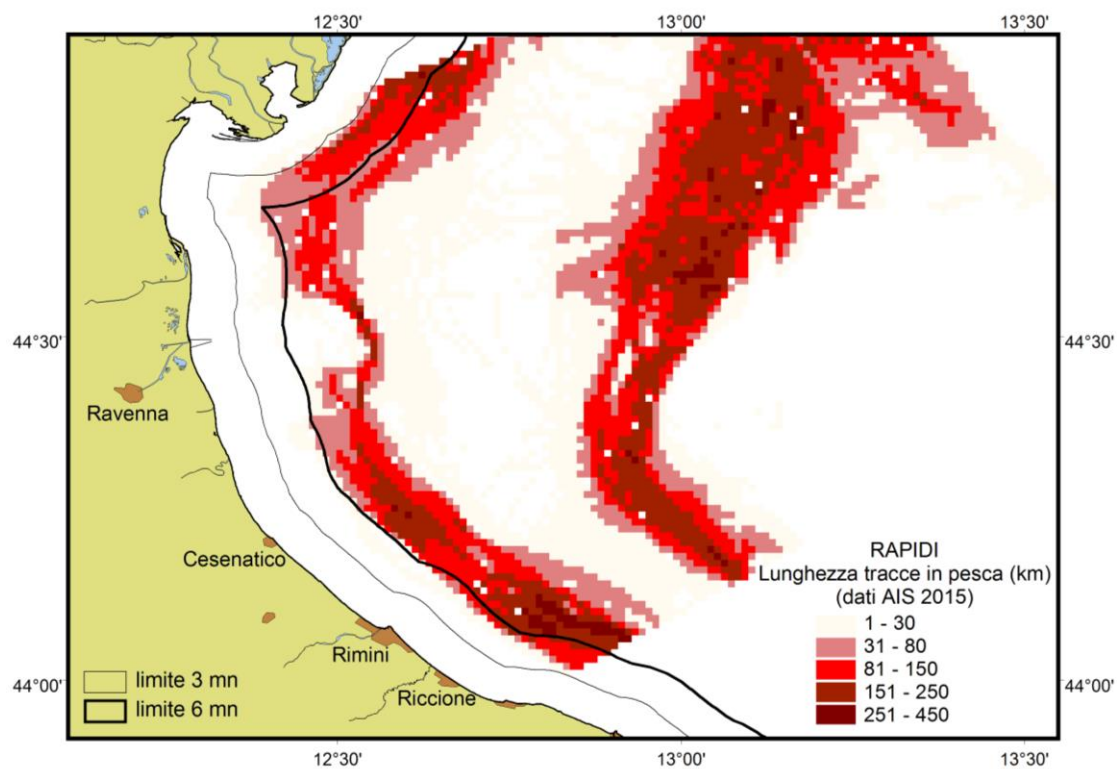 12°30'
13°00'
13°30'
44°30'
44°30'
Ravenna
Cesenatico
Rimini
Riccione
44°00'
44°00'
limite 3 mn
limite 6 mn
RAPIDI
Lunghezza tracce in pesca (km)
(dati AIS 2015)
1 - 30
31 - 80
81 - 150
151 - 250
251 - 450
12°30'
13°00'
13°30'